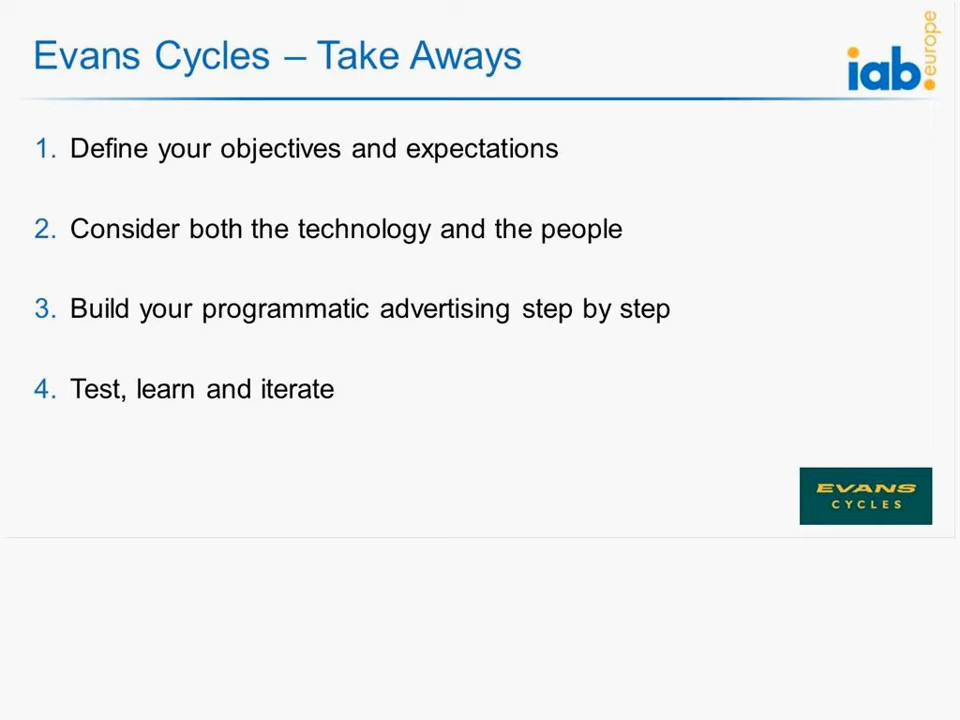 Evans Cycles – Take Aways
iab.
europe
1. Define your objectives and expectations
2. Consider both the technology and the people
3. Build your programmatic advertising step by step
4. Test, learn and iterate
EVANS
CYCLES